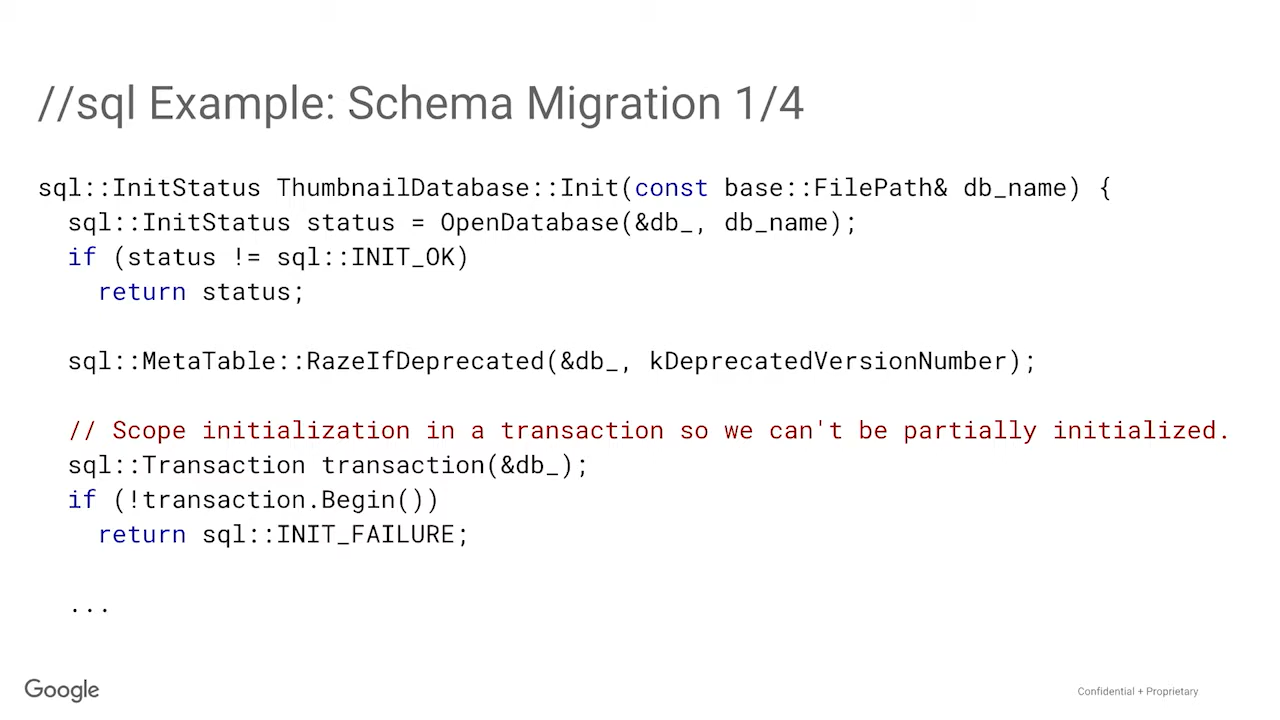 //sql Example: Schema Migration 1/4
sql::InitStatus ThumbnailDatabase::Init(const base::FilePath& db_name) {
  sql::InitStatus status = OpenDatabase(&db_, db_name);
  if (status != sql::INIT_OK)
    return status;
  sql::MetaTable::RazeIfDeprecated(&db_, kDeprecatedVersionNumber);
  // Scope initialization in a transaction so we can't be partially initialized.
  sql::Transaction transaction(&db_);
  if (!transaction.Begin())
    return sql::INIT_FAILURE;
  ...
Google
Confidential + Proprietary